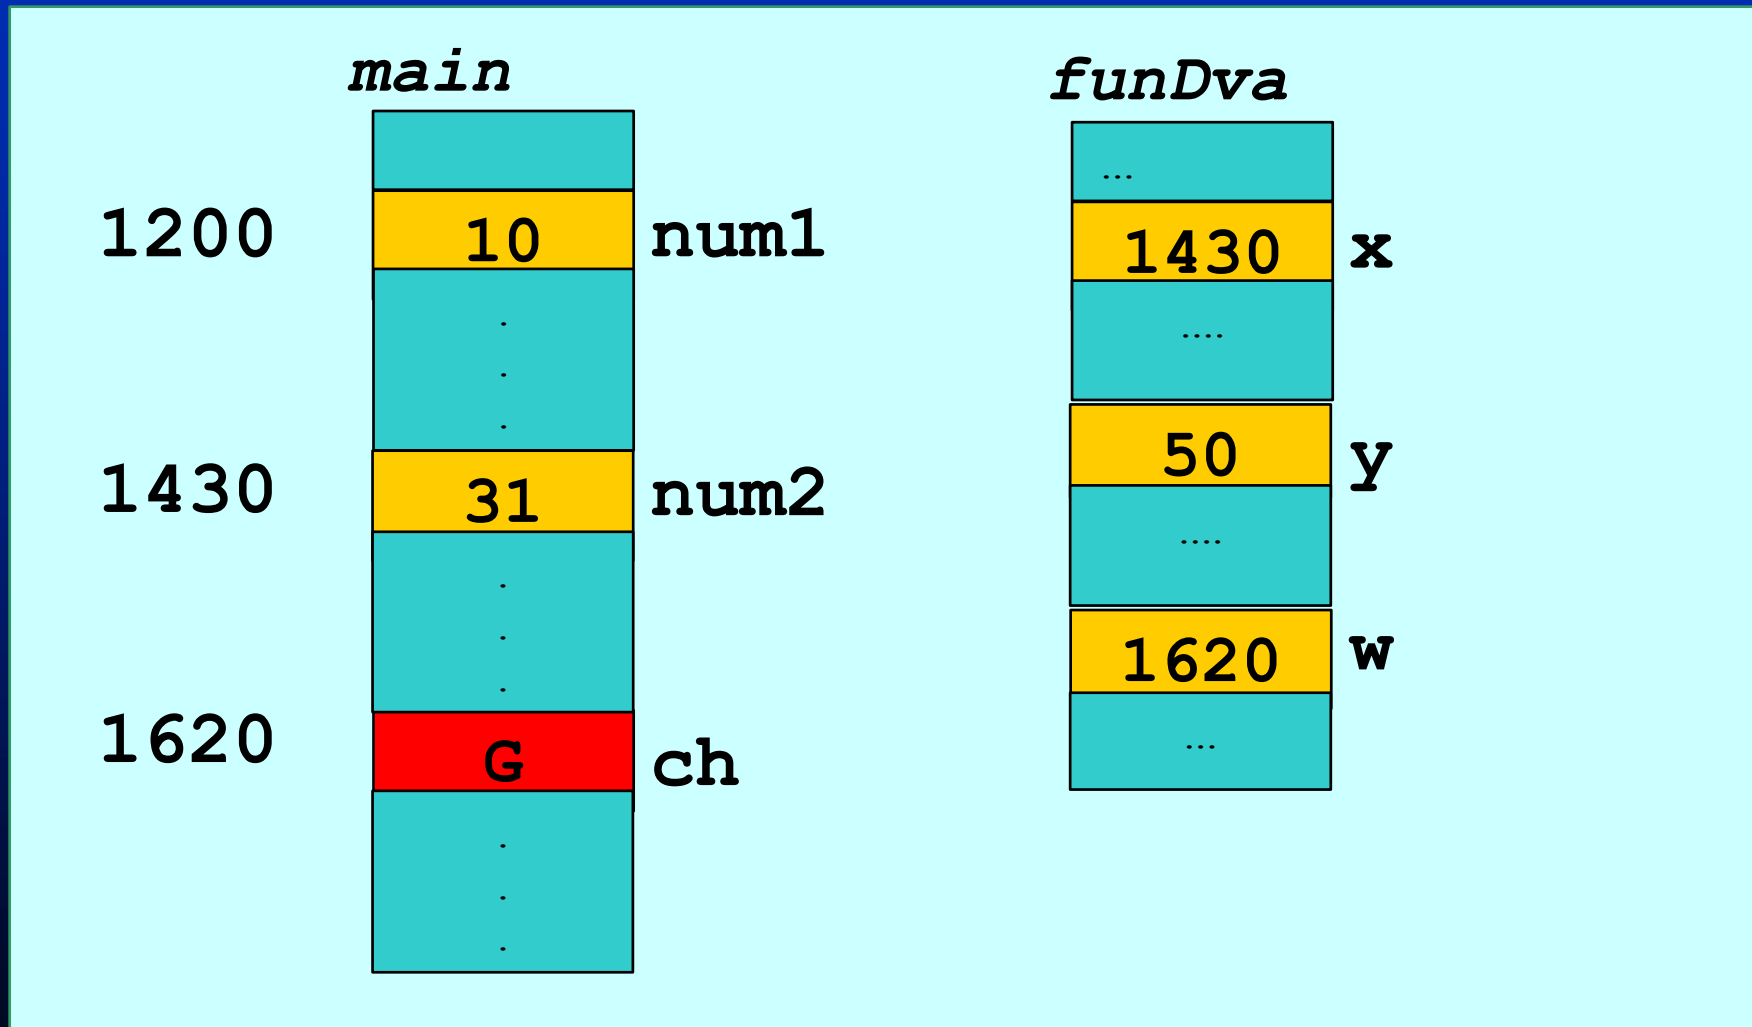 main
1200
10
num1
.
.
.
1430
31
num2
.
.
.
1620
G
ch
.
.
.
funDva
...
1430
x
....
50
y
....
1620
w
...